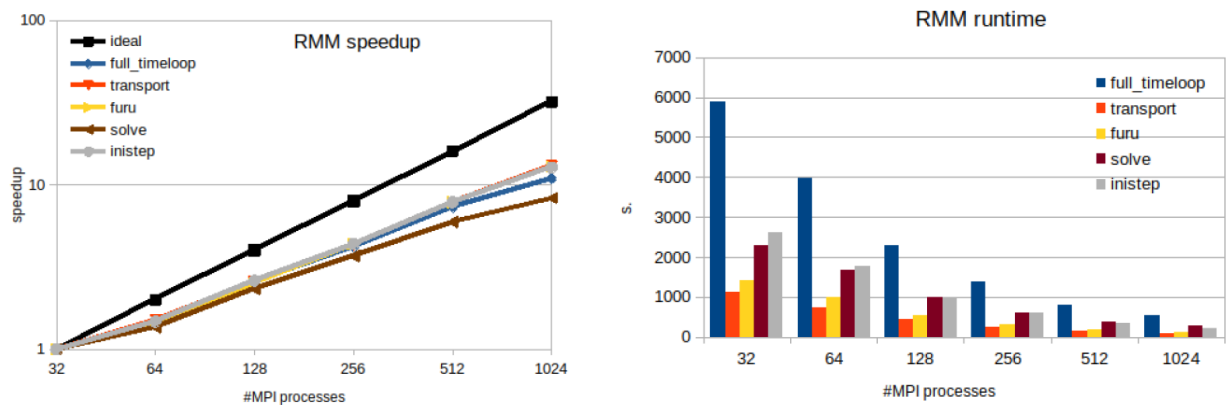 RMM speedup
100
10
1
speedup
ideal
full_timeloop
transport
furu
solve
inistep
32 64 128 256 512 1024
#MPI processes
RMM runtime
7000
6000
5000
4000
3000
2000
1000
0
s.
full_timeloop
transport
furu
solve
inistep
32 64 128 256 512 1024
#MPI processes